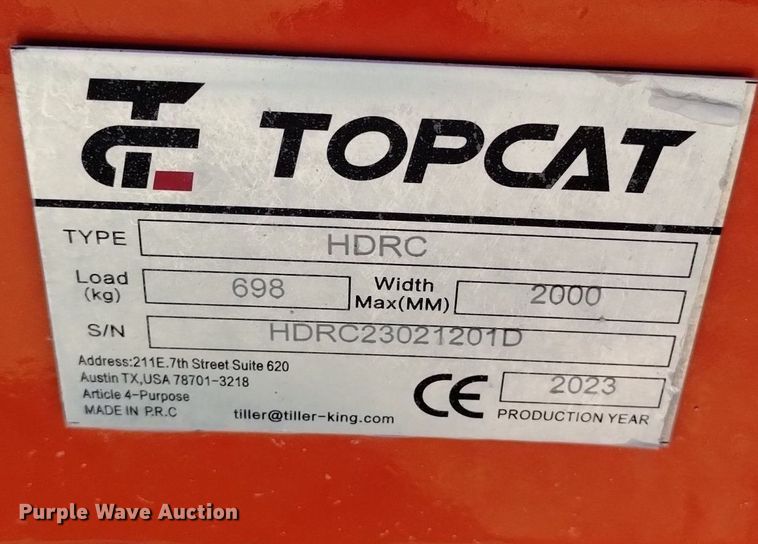 TOPCAT
TYPE HDRC
Load (kg) 698 Width Max(MM) 2000
S/N HDRC23021201D
Address:211E.7th Street Suite 620
Austin TX,USA 78701-3218
Article 4-Purpose
MADE IN P.R.C
tiller@tiller-king.com
CE
2023
PRODUCTION YEAR
Purple Wave Auction